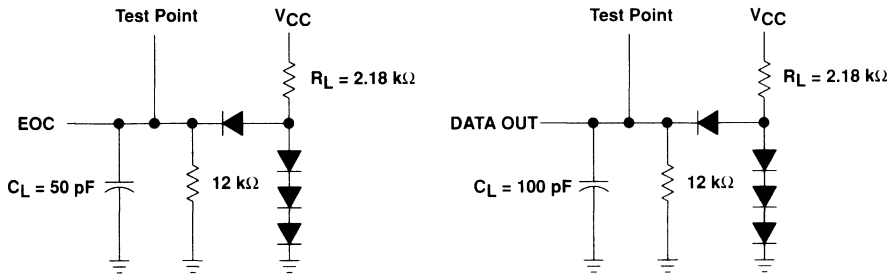 Test Point
VCC
RL = 2.18 kΩ
EOC
CL = 50 pF
12 kΩ
Test Point
VCC
RL = 2.18 kΩ
DATA OUT
CL = 100 pF
12 kΩ